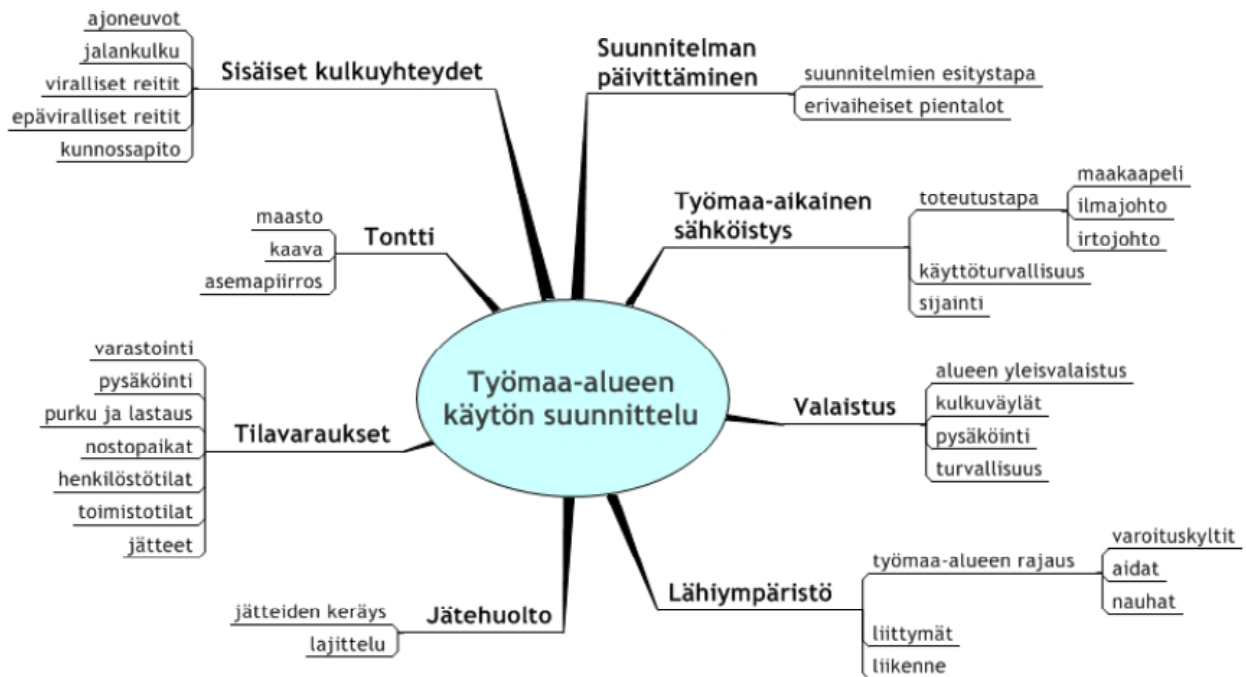 Työmaa-alueen
käytön suunnittelu
Sisäiset kulkuyhteydet
ajoneuvot
jalankulku
viralliset reitit
epäviralliset reitit
kunnossapito
Tontti
maasto
kaava
asemapiirros
Tilavaraukset
varastointi
pysäköinti
purku ja lastaus
nostopaikat
henkilöstötilat
toimistotilat
jätteet
Jätehuolto
jätteiden keräys
lajittelu
Suunnitelman
päivittäminen
suunnitelmien esitystapa
erivaiheiset pientalot
Työmaa-aikainen
sähköistys
toteutustapa
maakaapeli
ilmajohto
irtojohto
käyttöturvallisuus
sijainti
Valaistus
alueen yleisvalaistus
kulkuväylät
pysäköinti
turvallisuus
Lähiympäristö
työmaa-alueen rajaus
varoituskyltit
aidat
nauhat
liittymät
liikenne